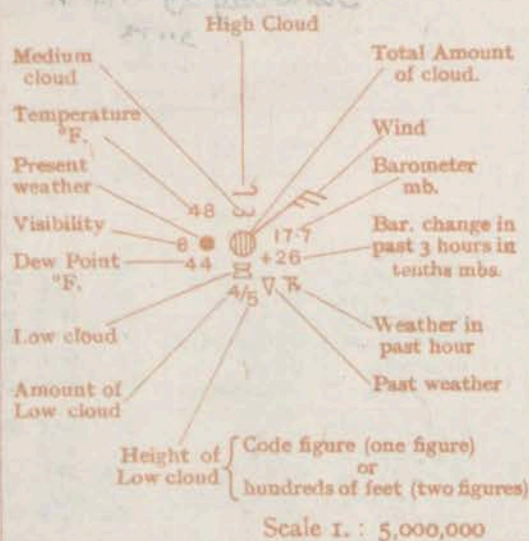 High Cloud
Medium
cloud
Total Amount
of cloud.
Temperature
°F.
Wind
Present
weather
Barometer
mb.
48
Visibility
8
17·7
Bar. change in
past 3 hours in
tenths mbs.
Dew Point
°F.
44
+26
4/5
Low cloud
Weather in
past hour
Amount of
Low cloud
Past weather
Height of
Low cloud
Code figure (one figure)
or
hundreds of feet (two figures)
Scale 1. : 5,000,000